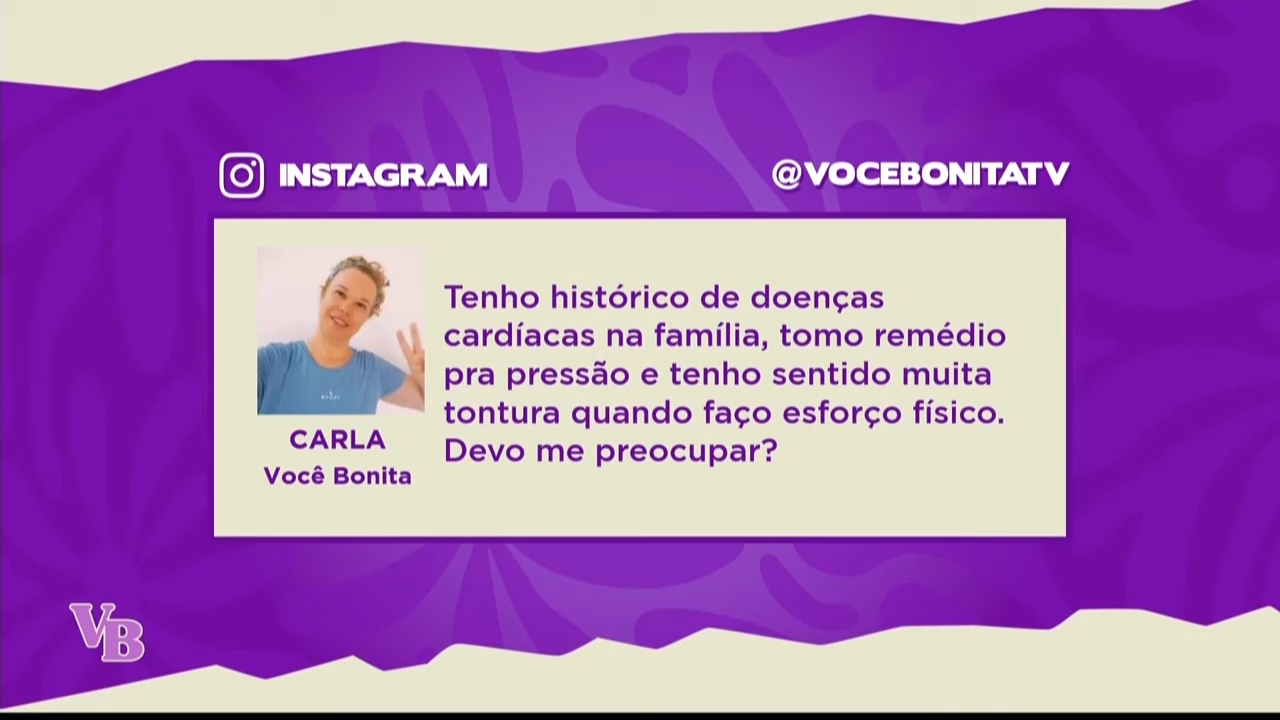 INSTAGRAM
@VOCEBONITATV
Tenho histórico de doenças
cardíacas na família, tomo remédio
pra pressão e tenho sentido muita
tontura quando faço esforço físico.
Devo me preocupar?
CARLA
Você Bonita
VB